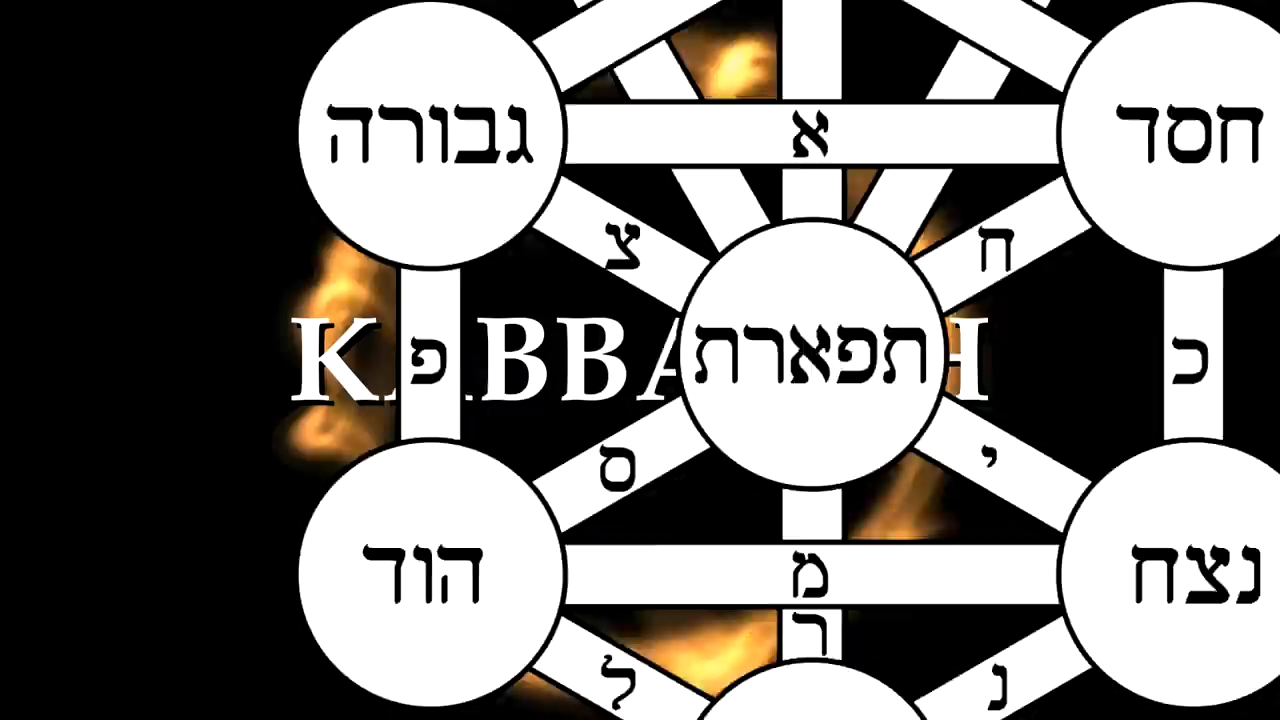 גבורה
א
חסד
צ
ח
פ
תפארת
כ
ס
י
הוד
מ
נצח
ר
ל
נ